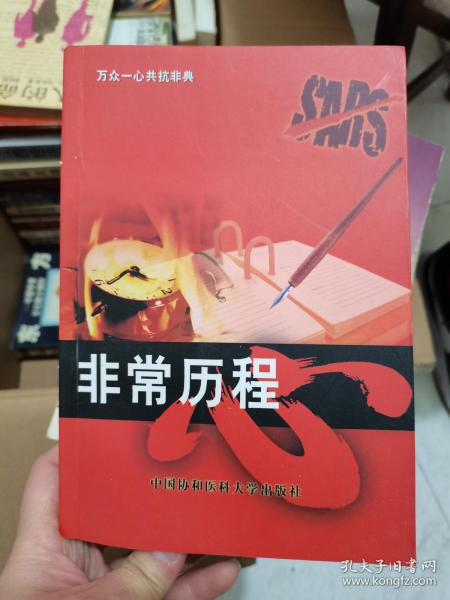 万众一心共抗非典
SARS
非常历程
心
中国协和医科大学出版社
孔夫子旧书网
www.kongfz.com